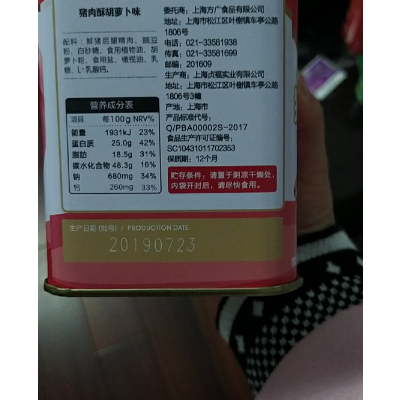 猪肉酥胡萝卜味
配料：鲜猪后腿精肉、豌豆
粉、白砂糖、食用植物油、胡
萝卜粉、食用盐、橄榄油、乳
糖、L-乳酸钙。
营养成分表
项目 每100g NRV%
能量 1931kJ 23%
蛋白质 25.0g 42%
脂肪 18.5g 31%
碳水化合物 48.3g 16%
钠 680mg 34%
钙 260mg 33%
委托商：上海方广食品有限公司
地址：上海市松江区叶榭镇车亭公路
1806号
电话：021-33581938
传真：021-33581699
邮编：201609
生产商：上海贞福实业有限公司
地址：上海市松江区叶榭镇车亭公路
1806号3幢
产地：上海市
产品标准代号：
Q/PBA00002S-2017
食品生产许可证编号：
SC10431011702353
保质期：12个月
贮存条件：请置于阴凉干燥处，
内袋开封后，请尽快食用。
生产日期(批号) / PRODUCTION DATE
20190723